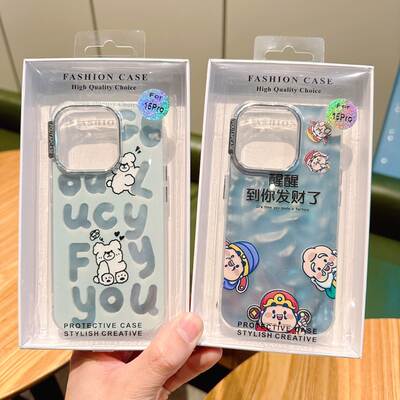 FASHION CASE
High Quality Choice
For
15Pro
ucy
you
PROTECTIVE CASE
STYLISH CREATIVE
FASHION CASE
High Quality Choice
For
15Pro
醒醒
到你发财了
PROTECTIVE CASE
STYLISH CREATIVE